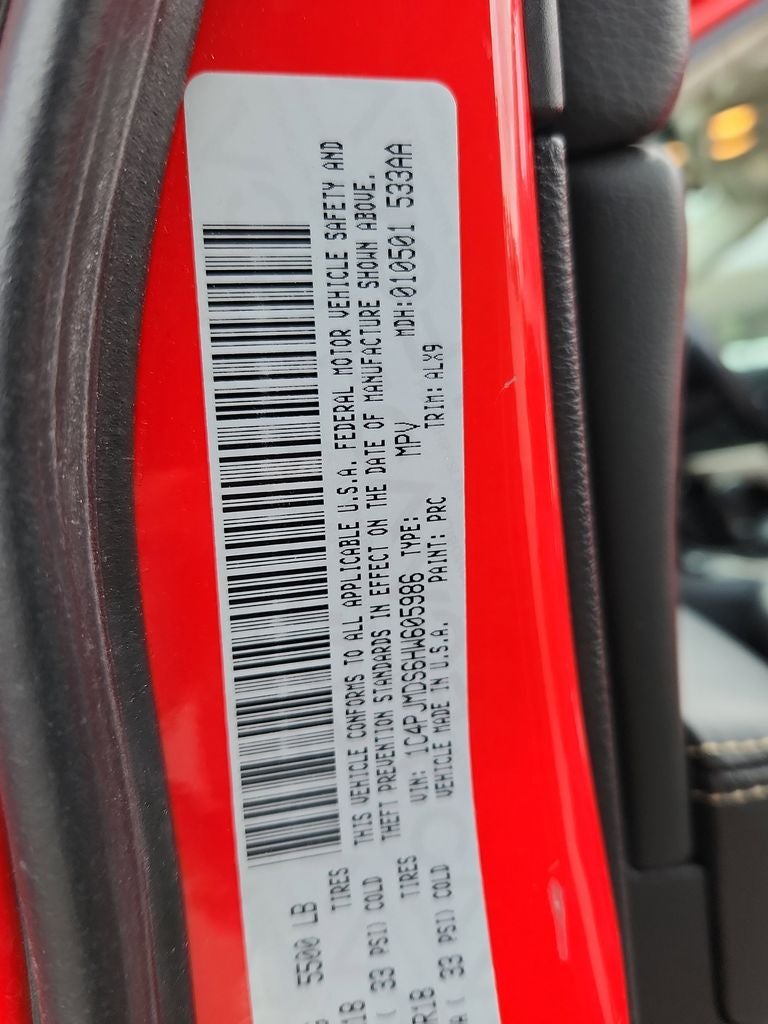 5500 LB
R18 TIRES
( 33 PSI) COLD
R18 TIRES
( 33 PSI) COLD
THIS VEHICLE CONFORMS TO ALL APPLICABLE U.S.A. FEDERAL MOTOR VEHICLE SAFETY AND
THEFT PREVENTION STANDARDS IN EFFECT ON THE DATE OF MANUFACTURE SHOWN ABOVE.
VIN: 1C4PJMDS6HW605986 TYPE: MPV MDH:010501 533AA
VEHICLE MADE IN U.S.A. PAINT: PRC TRIM: ALX9